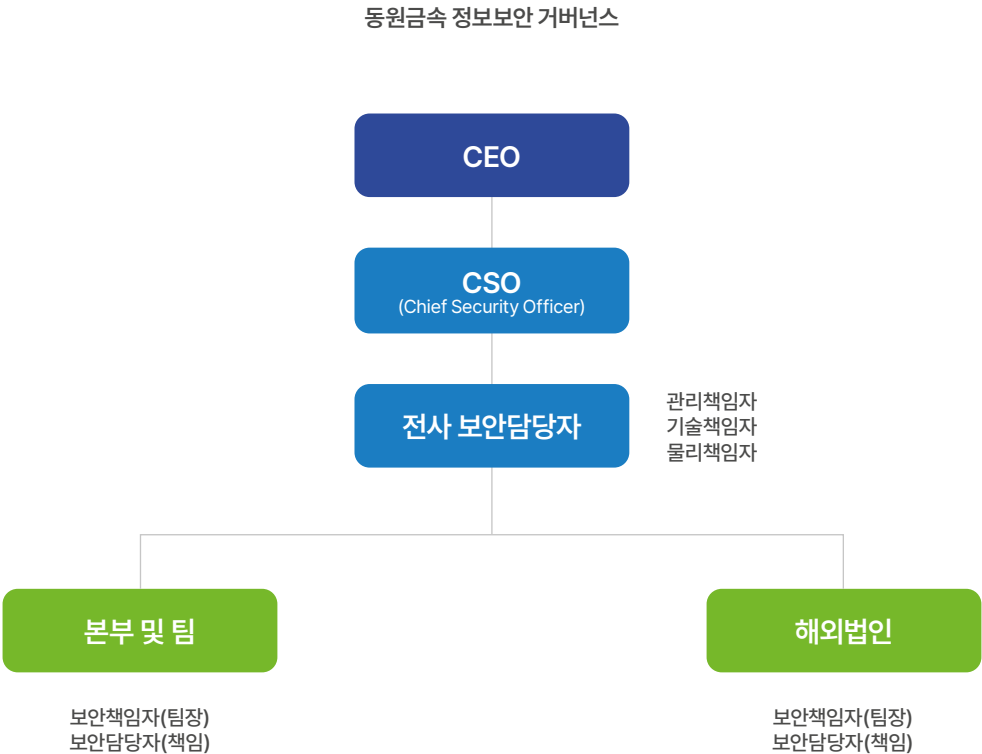 동원금속 정보보안 거버넌스
CEO
CSO
(Chief Security Officer)
전사 보안담당자
관리책임자
기술책임자
물리책임자
본부 및 팀
해외법인
보안책임자(팀장)
보안담당자(책임)
보안책임자(팀장)
보안담당자(책임)